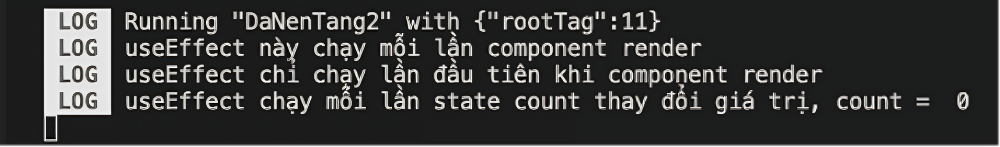 LOG Running "DaNenTang2" with {"rootTag":11}
LOG useEffect này chạy mỗi lần component render
LOG useEffect chỉ chạy lần đầu tiên khi component render
LOG useEffect chạy mỗi lần state count thay đổi giá trị, count =  0